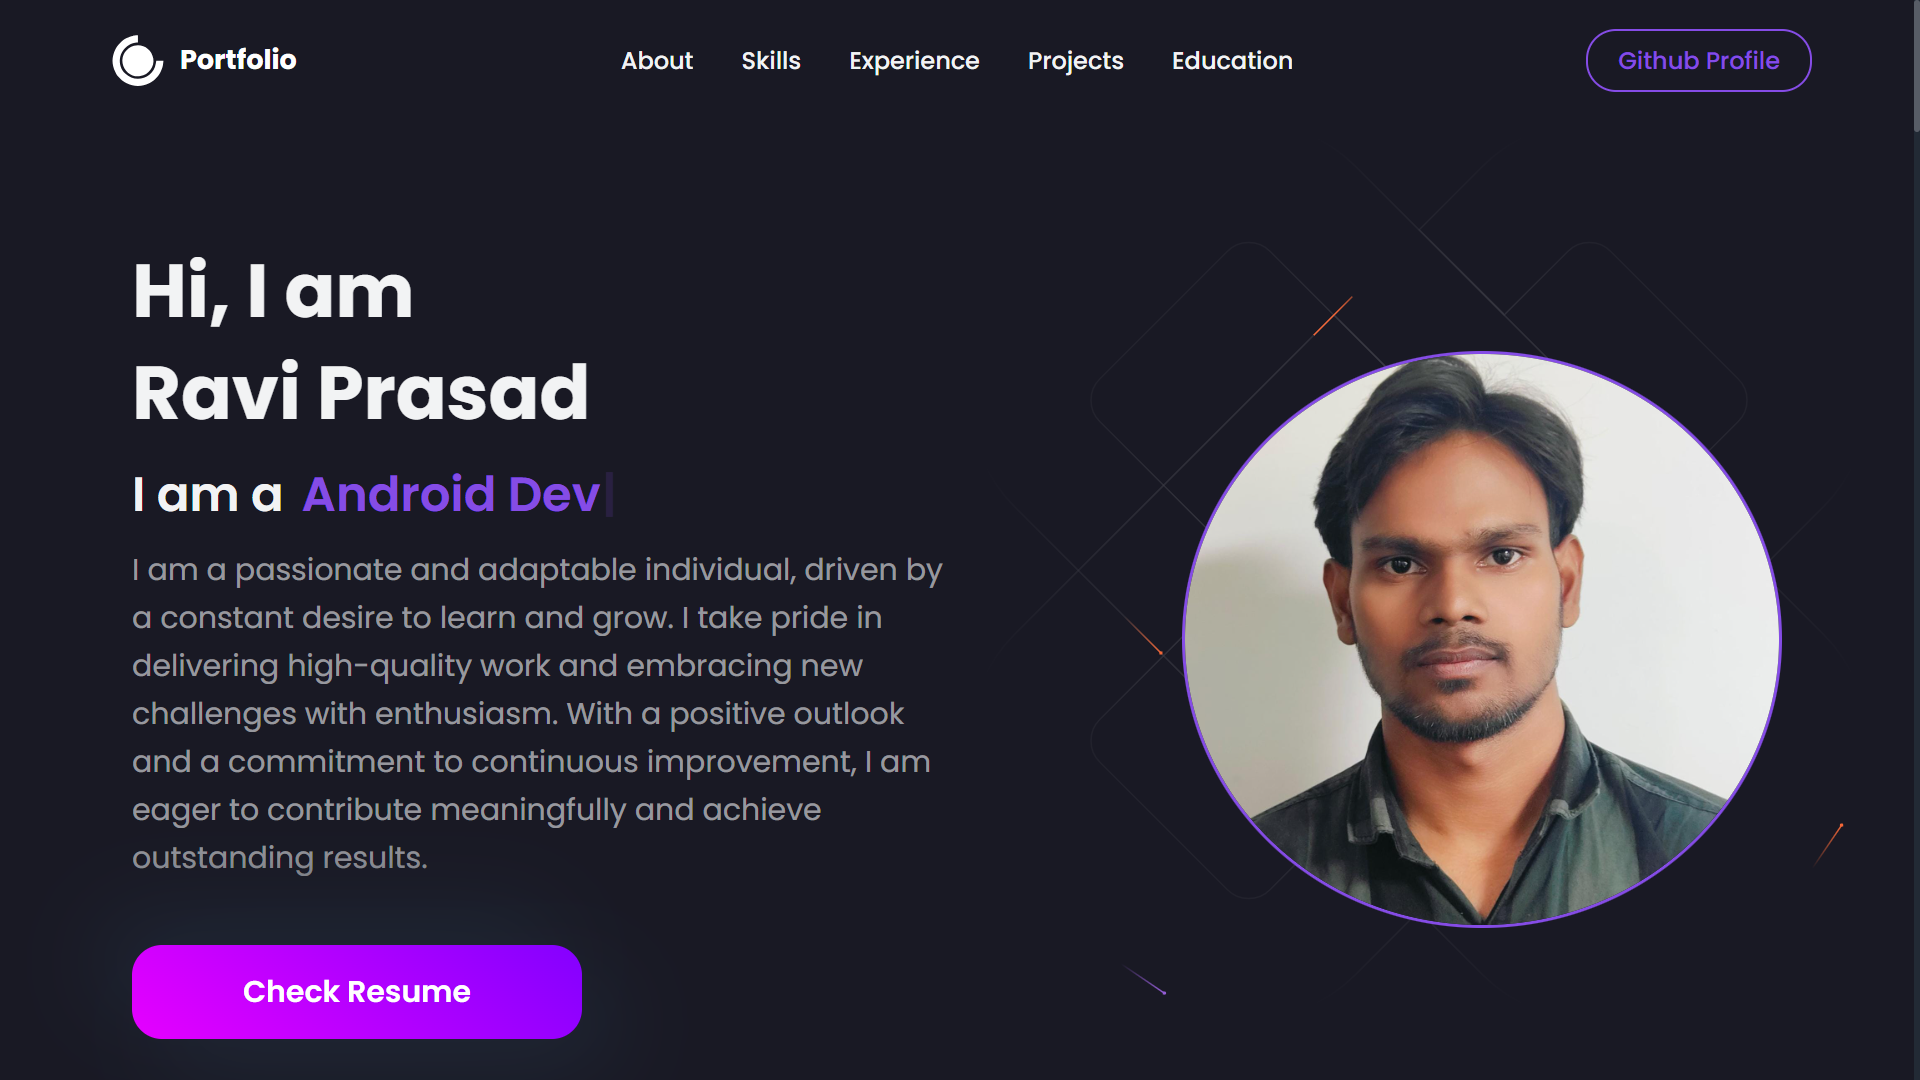 Portfolio
About
Skills
Experience
Projects
Education
Github Profile
Hi, I am
Ravi Prasad
I am a Android Dev
I am a passionate and adaptable individual, driven by
a constant desire to learn and grow. I take pride in
delivering high-quality work and embracing new
challenges with enthusiasm. With a positive outlook
and a commitment to continuous improvement, I am
eager to contribute meaningfully and achieve
outstanding results.
Check Resume